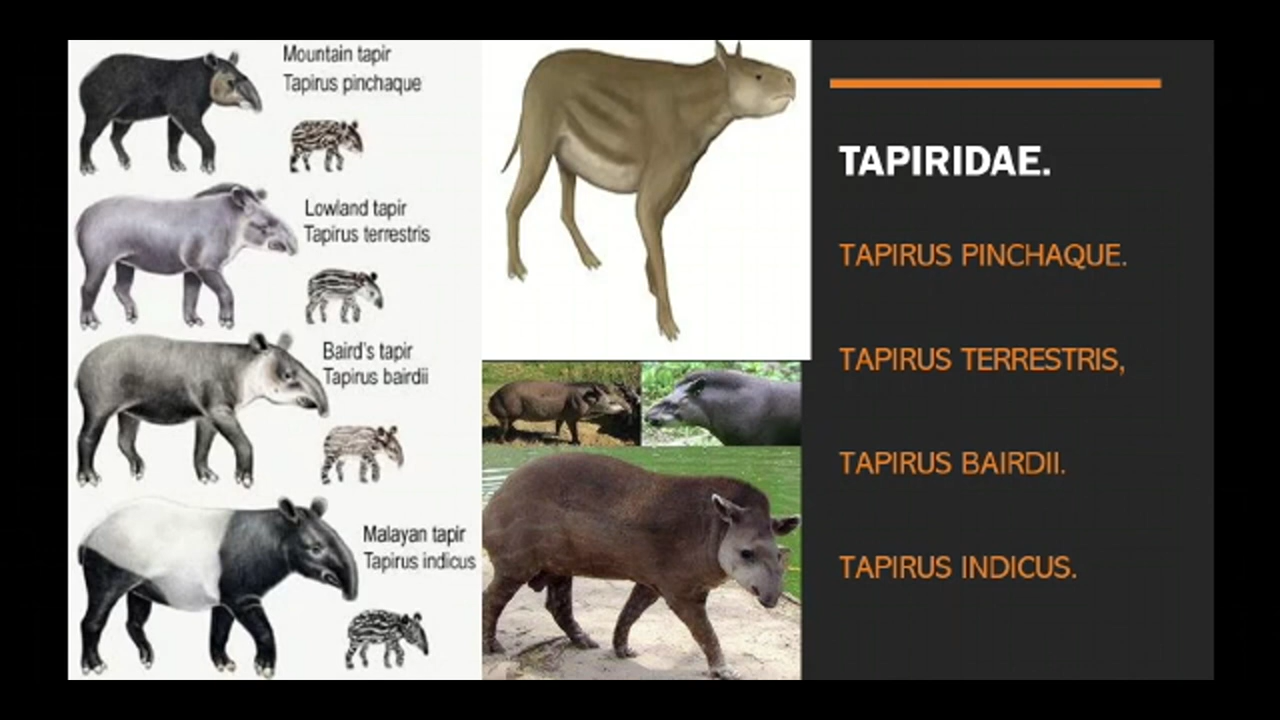 Mountain tapir
Tapirus pinchaque
Lowland tapir
Tapirus terrestris
Baird's tapir
Tapirus bairdii
Malayan tapir
Tapirus indicus
TAPIRIDAE.
TAPIRUS PINCHAQUE.
TAPIRUS TERRESTRIS,
TAPIRUS BAIRDII.
TAPIRUS INDICUS.